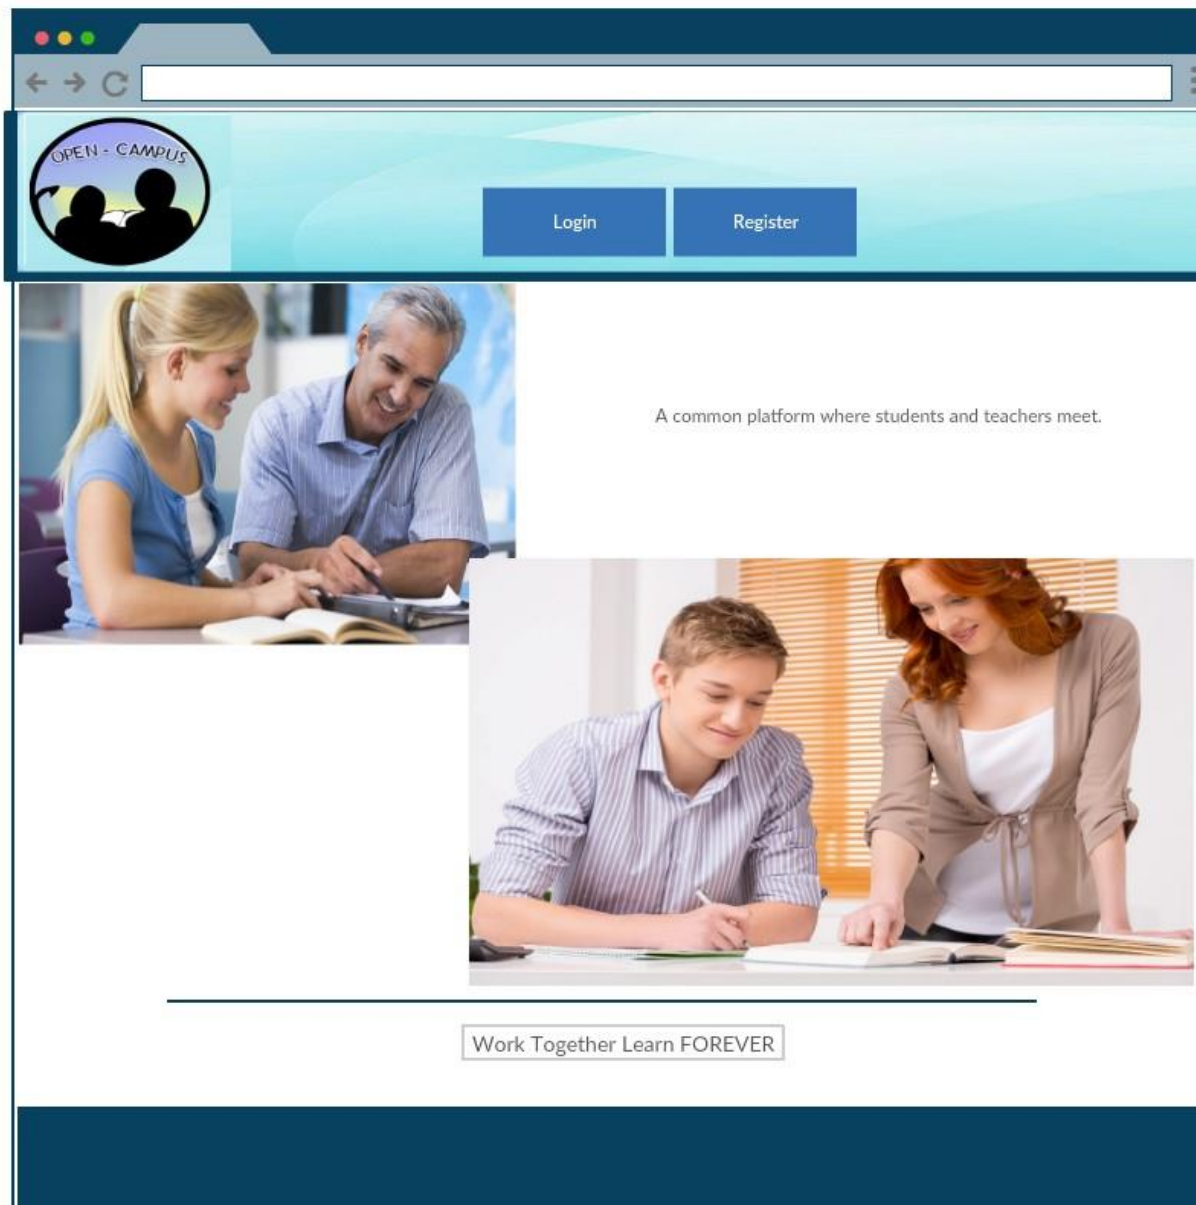 OPEN - CAMPUS
Login
Register
A common platform where students and teachers meet.
Work Together Learn FOREVER